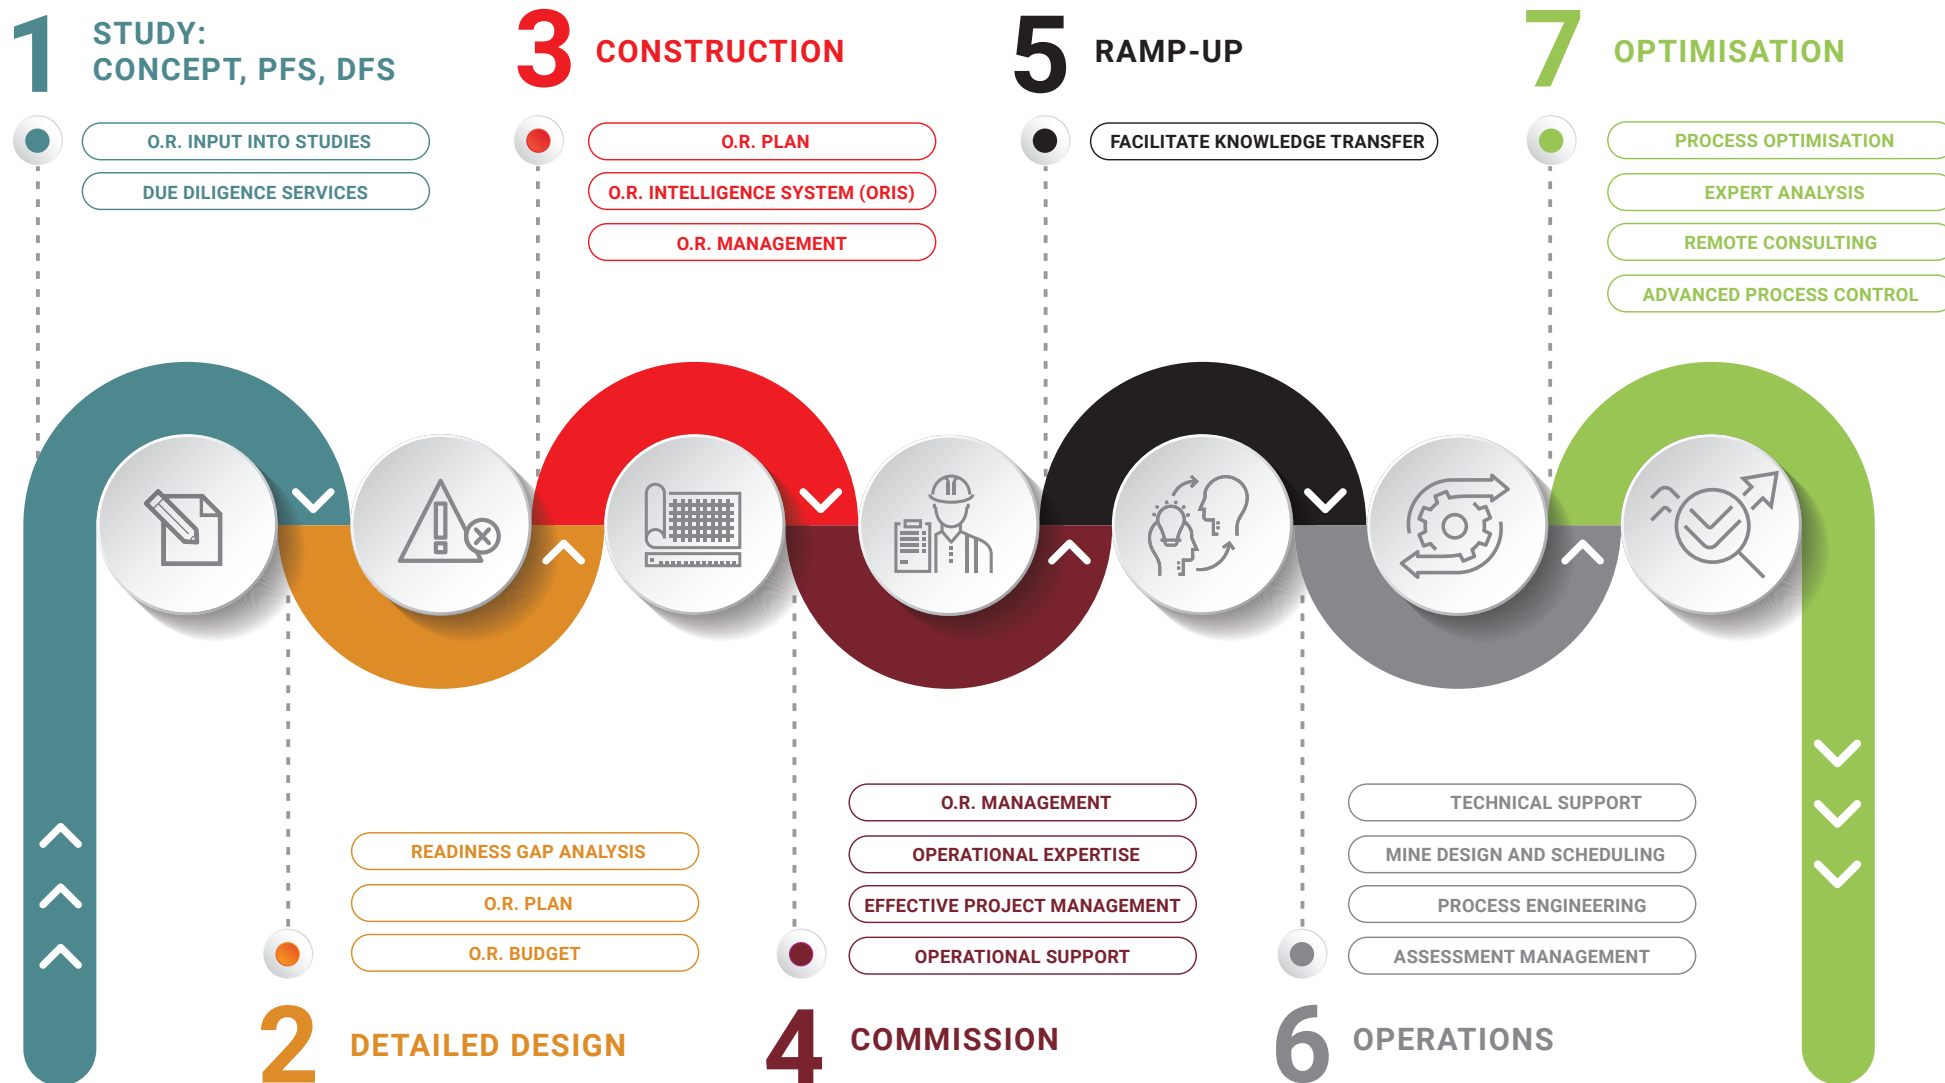 1
STUDY:
CONCEPT, PFS, DFS
O.R. INPUT INTO STUDIES
DUE DILIGENCE SERVICES
3
CONSTRUCTION
O.R. PLAN
O.R. INTELLIGENCE SYSTEM (ORIS)
O.R. MANAGEMENT
5
RAMP-UP
FACILITATE KNOWLEDGE TRANSFER
7
OPTIMISATION
PROCESS OPTIMISATION
EXPERT ANALYSIS
REMOTE CONSULTING
ADVANCED PROCESS CONTROL
READINESS GAP ANALYSIS
O.R. PLAN
O.R. BUDGET
2
DETAILED DESIGN
O.R. MANAGEMENT
OPERATIONAL EXPERTISE
EFFECTIVE PROJECT MANAGEMENT
OPERATIONAL SUPPORT
4
COMMISSION
TECHNICAL SUPPORT
MINE DESIGN AND SCHEDULING
PROCESS ENGINEERING
ASSESSMENT MANAGEMENT
6
OPERATIONS